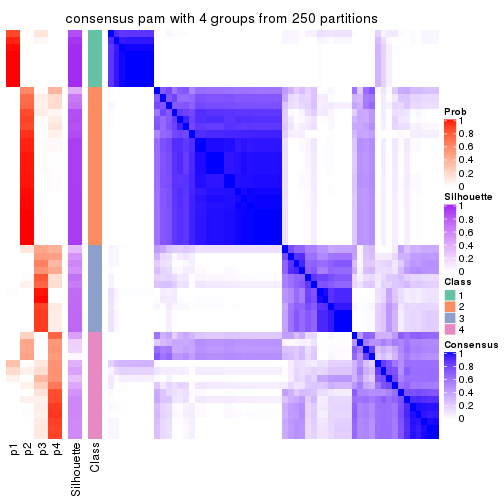 consensus pam with 4 groups from 250 partitions
Prob
1
0.8
0.6
0.4
0.2
0
Silhouette
1
0.8
0.6
0.4
0.2
0
Class
1
2
3
4
Consensus
1
0.8
0.6
0.4
0.2
0
p1
p2
p3
p4
Silhouette
Class